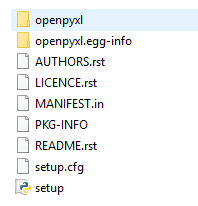 openpyxl
openpyxl.egg-info
AUTHORS.rst
LICENCE.rst
MANIFEST.in
PKG-INFO
README.rst
setup.cfg
setup